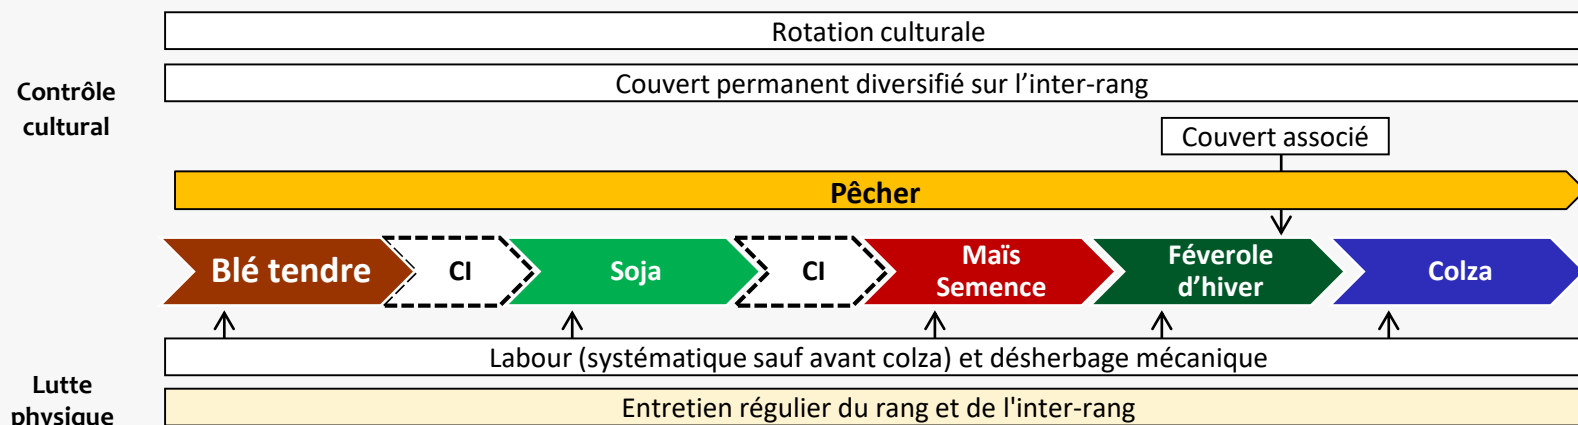 Rotation culturale
Couvert permanent diversifié sur l’inter-rang
Contrôle
cultural
Couvert associé
Pêcher
Blé tendre
CI
Soja
CI
Maïs
Semence
Féverole
d’hiver
Colza
Labour (systématique sauf avant colza) et désherbage mécanique
Lutte
physique
Entretien régulier du rang et de l'inter-rang